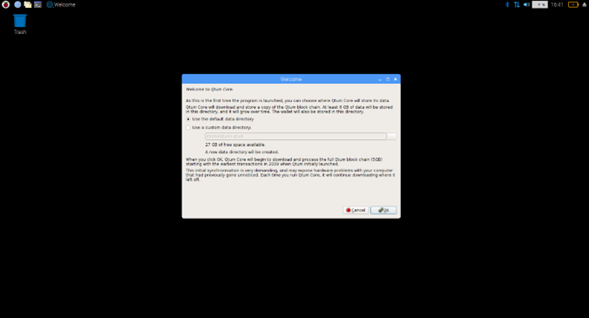 Welcome
16:41
Trash
Welcome
Welcome to Qtum Core.
As this is the first time the program is launched, you can choose where Qtum Core will store its data.
Qtum Core will download and store a copy of the Qtum block chain. At least 8 GB of data will be stored
in this directory, and it will grow over time. The wallet will also be stored in this directory.
Use the default data directory
Use a custom data directory:
27 GB of free space available.
A new data directory will be created.
When you click OK, Qtum Core will begin to download and process the full Qtum block chain
starting with the earliest transactions in when Qtum initially launched.
This initial synchronisation is very demanding, and may expose hardware problems with your computer
that had previously gone unnoticed. Each time you run Qtum Core, it will continue downloading where it
left off.
Cancel
OK